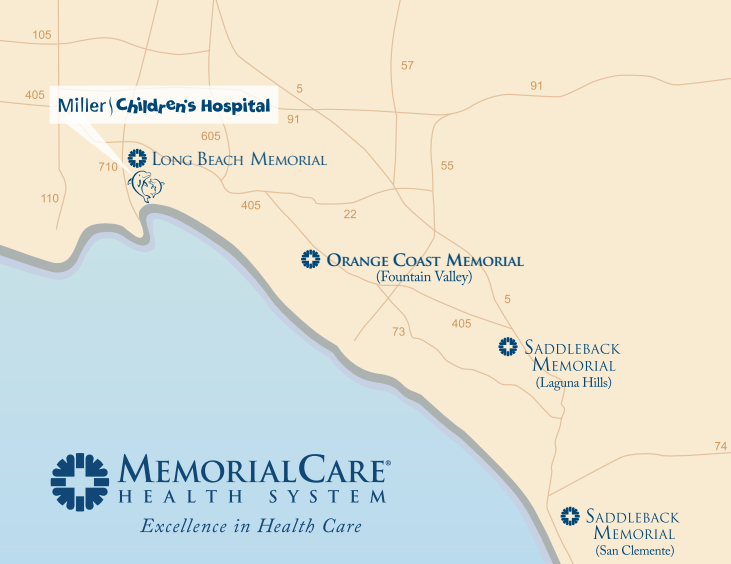 105
57
91
405
5
Miller Children's Hospital
91
605
Long Beach Memorial
710
55
110
405
22
Orange Coast Memorial
(Fountain Valley)
5
405
73
Saddleback
Memorial
(Laguna Hills)
74
MemorialCare®
Health System
Excellence in Health Care
Saddleback
Memorial
(San Clemente)